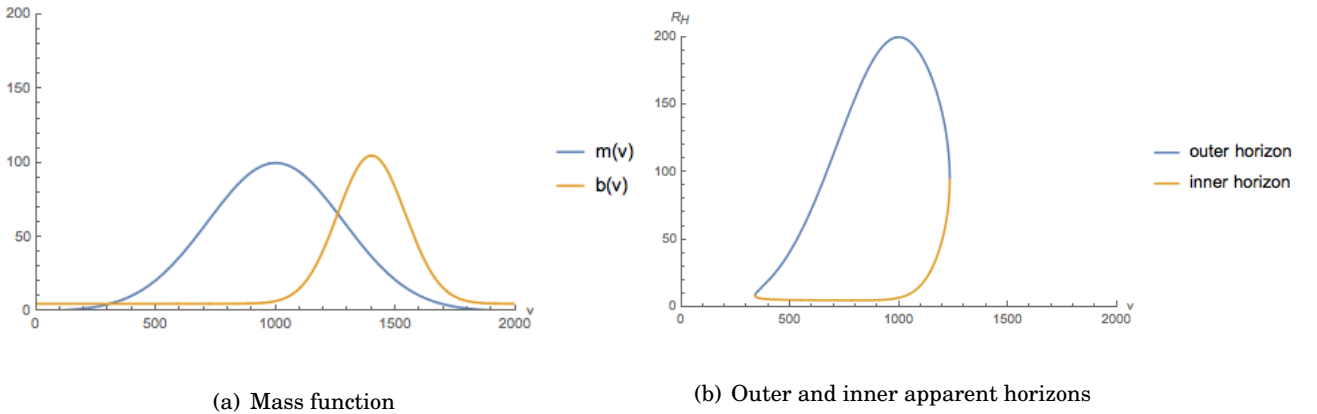 200
150
100
50
0
0 500 1000 1500 2000
v
m(v)
b(v)
(a) Mass function
R_H
200
150
100
50
0
0 500 1000 1500 2000
v
outer horizon
inner horizon
(b) Outer and inner apparent horizons